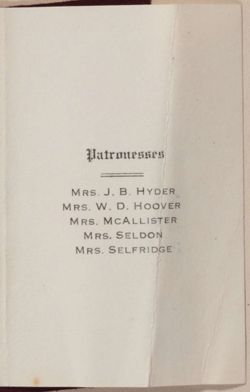 Patronesses
MRS. J. B. HYDER
MRS. W. D. HOOVER
MRS. MCALLISTER
MRS. SELDON
MRS. SELFRIDGE